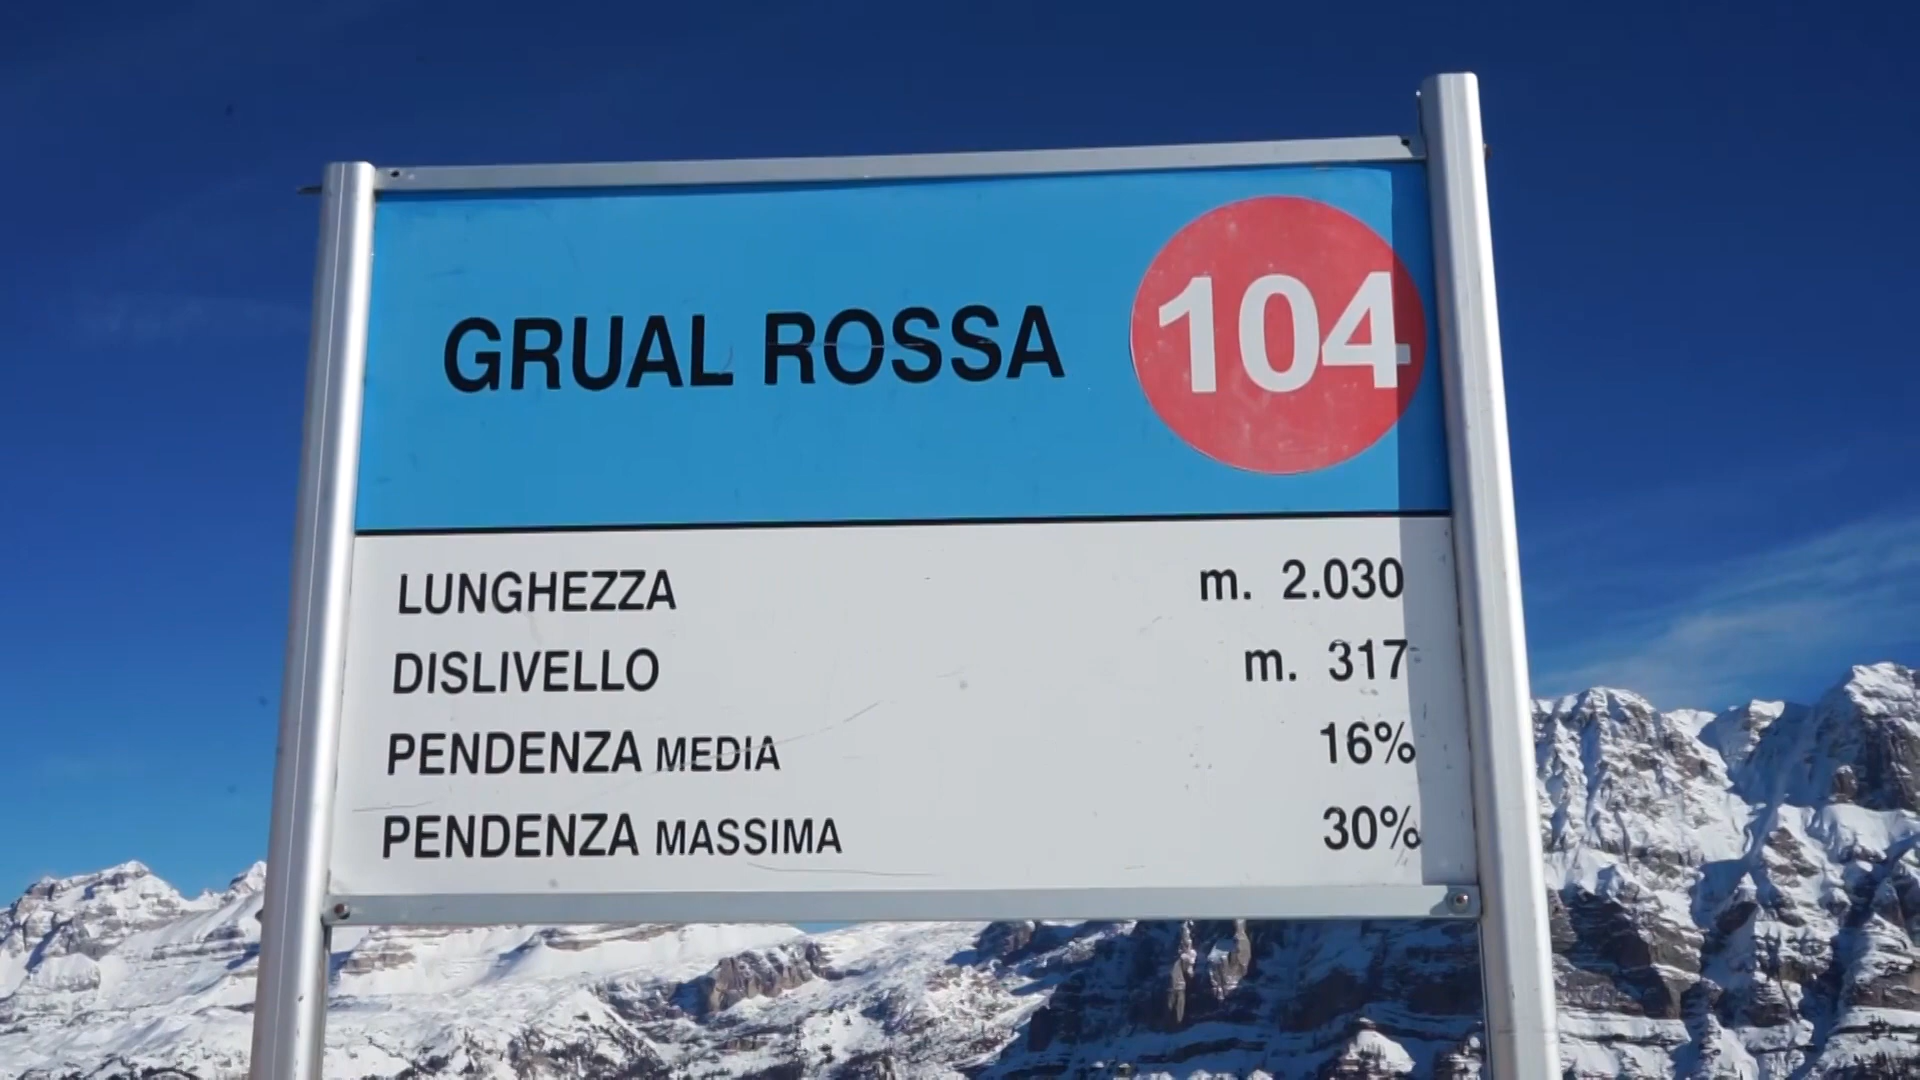 GRUAL ROSSA 104
LUNGHEZZA m. 2.030
DISLIVELLO m. 317
PENDENZA MEDIA 16%
PENDENZA MASSIMA 30%